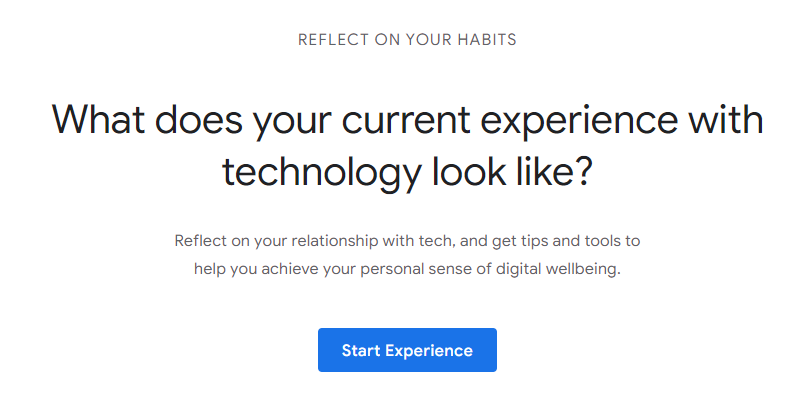 REFLECT ON YOUR HABITS
What does your current experience with
technology look like?
Reflect on your relationship with tech, and get tips and tools to
help you achieve your personal sense of digital wellbeing.
Start Experience